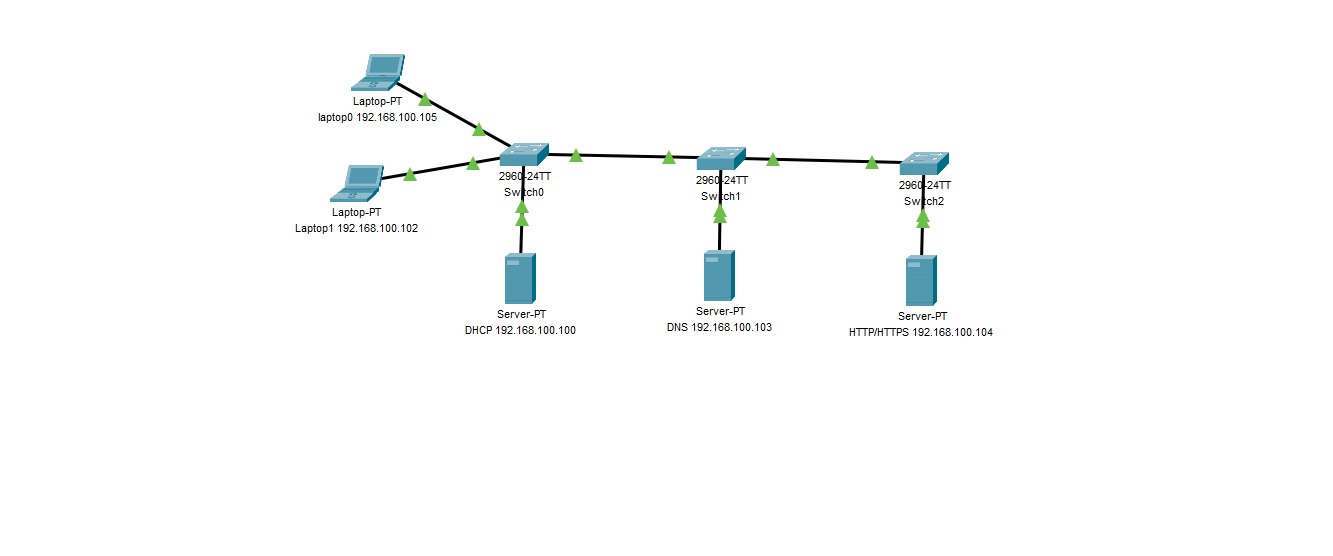 Laptop-PT
laptop0 192.168.100.105
Laptop-PT
Laptop1 192.168.100.102
2960-24TT
Switch0
2960-24TT
Switch1
2960-24TT
Switch2
Server-PT
DHCP 192.168.100.100
Server-PT
DNS 192.168.100.103
Server-PT
HTTP/HTTPS 192.168.100.104